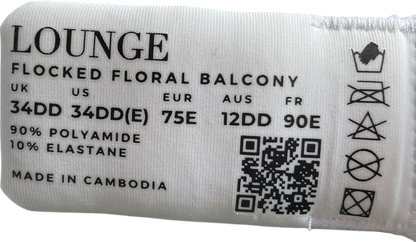 LOUNGE
FLOCKED FLORAL BALCONY
UK US EUR AUS FR
34DD 34DD(E) 75E 12DD 90E
90% POLYAMIDE
10% ELASTANE
MADE IN CAMBODIA